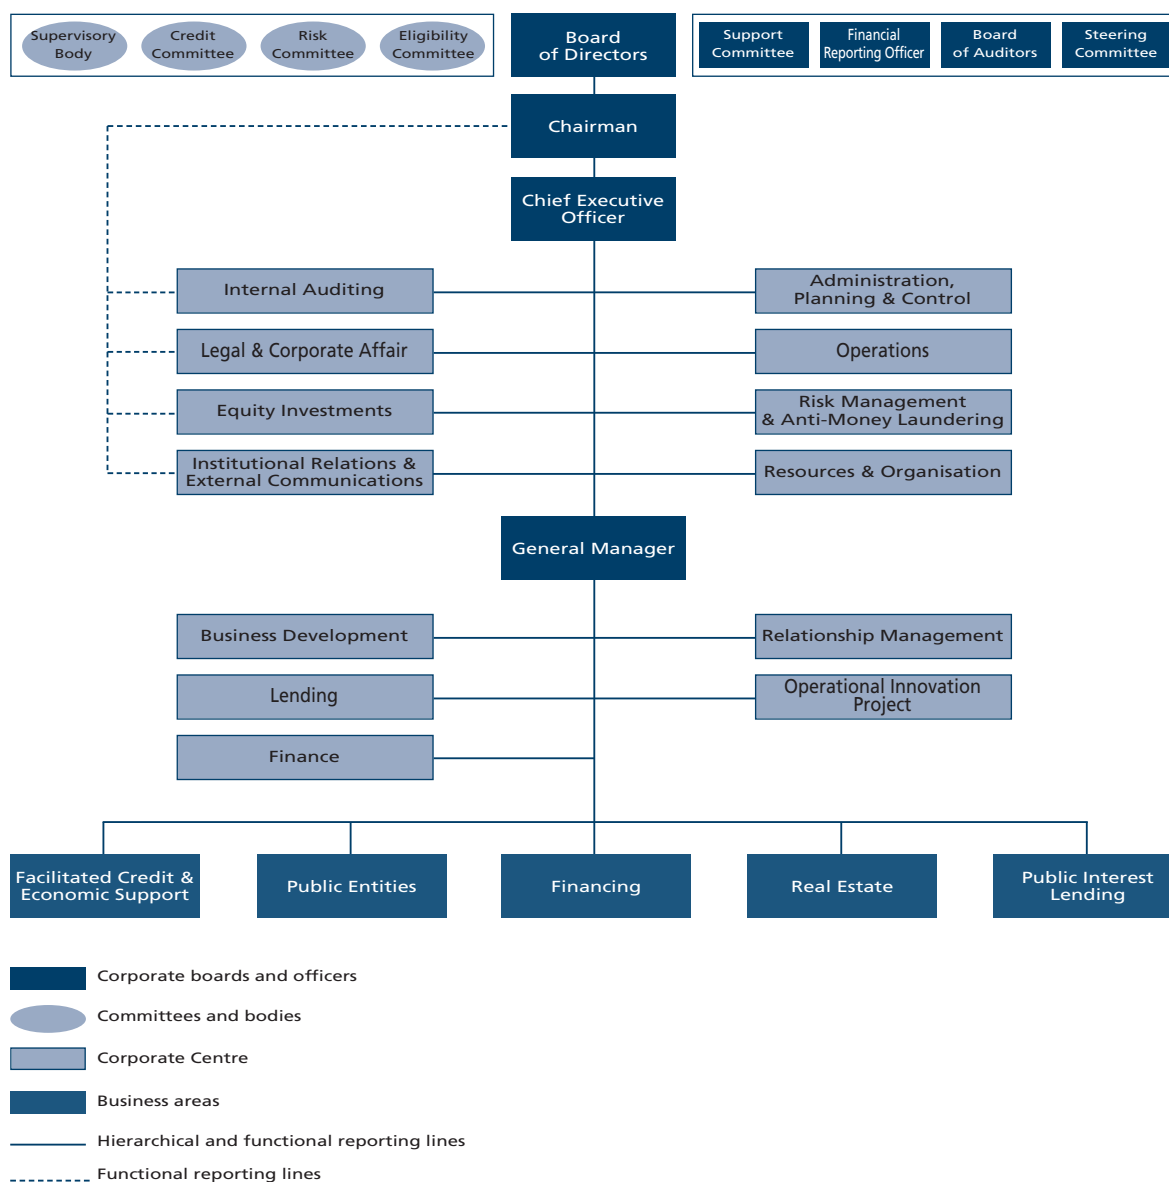 Supervisory
Body
Credit
Committee
Risk
Committee
Eligibility
Committee
Board
of Directors
Support
Committee
Financial
Reporting Officer
Board
of Auditors
Steering
Committee
Chairman
Chief Executive
Officer
Internal Auditing
Administration,
Planning & Control
Legal & Corporate Affair
Operations
Equity Investments
Risk Management
& Anti-Money Laundering
Institutional Relations &
External Communications
Resources & Organisation
General Manager
Business Development
Relationship Management
Lending
Operational Innovation
Project
Finance
Facilitated Credit &
Economic Support
Public Entities
Financing
Real Estate
Public Interest
Lending
Corporate boards and officers
Committees and bodies
Corporate Centre
Business areas
Hierarchical and functional reporting lines
Functional reporting lines